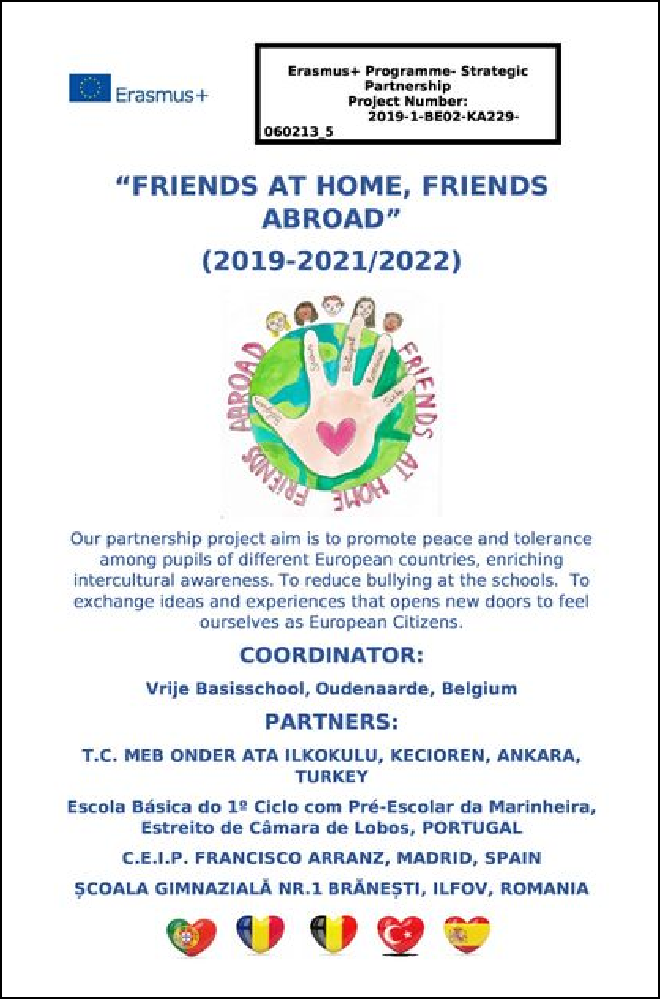 Erasmus+
Erasmus+ Programme- Strategic
Partnership
Project Number:
2019-1-BE02-KA229-
060213_5
“FRIENDS AT HOME, FRIENDS
ABROAD”
(2019-2021/2022)
FRIENDS AT HOME FRIENDS ABROAD
Spain
Portugal
Our partnership project aim is to promote peace and tolerance
among pupils of different European countries, enriching
intercultural awareness. To reduce bullying at the schools.  To
exchange ideas and experiences that opens new doors to feel
ourselves as European Citizens.
COORDINATOR:
Vrije Basisschool, Oudenaarde, Belgium
PARTNERS:
T.C. MEB ONDER ATA ILKOKULU, KECIOREN, ANKARA,
TURKEY
Escola Básica do 1º Ciclo com Pré-Escolar da Marinheira,
Estreito de Câmara de Lobos, PORTUGAL
C.E.I.P. FRANCISCO ARRANZ, MADRID, SPAIN
ȘCOALA GIMNAZIALĂ NR.1 BRĂNEȘTI, ILFOV, ROMANIA